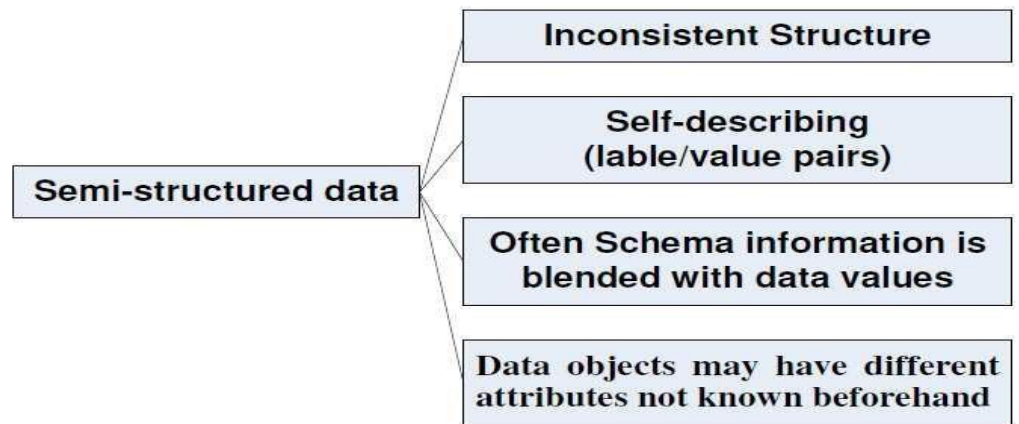 Inconsistent Structure
Self-describing
(lable/value pairs)
Semi-structured data
Often Schema information is
blended with data values
Data objects may have different
attributes not known beforehand